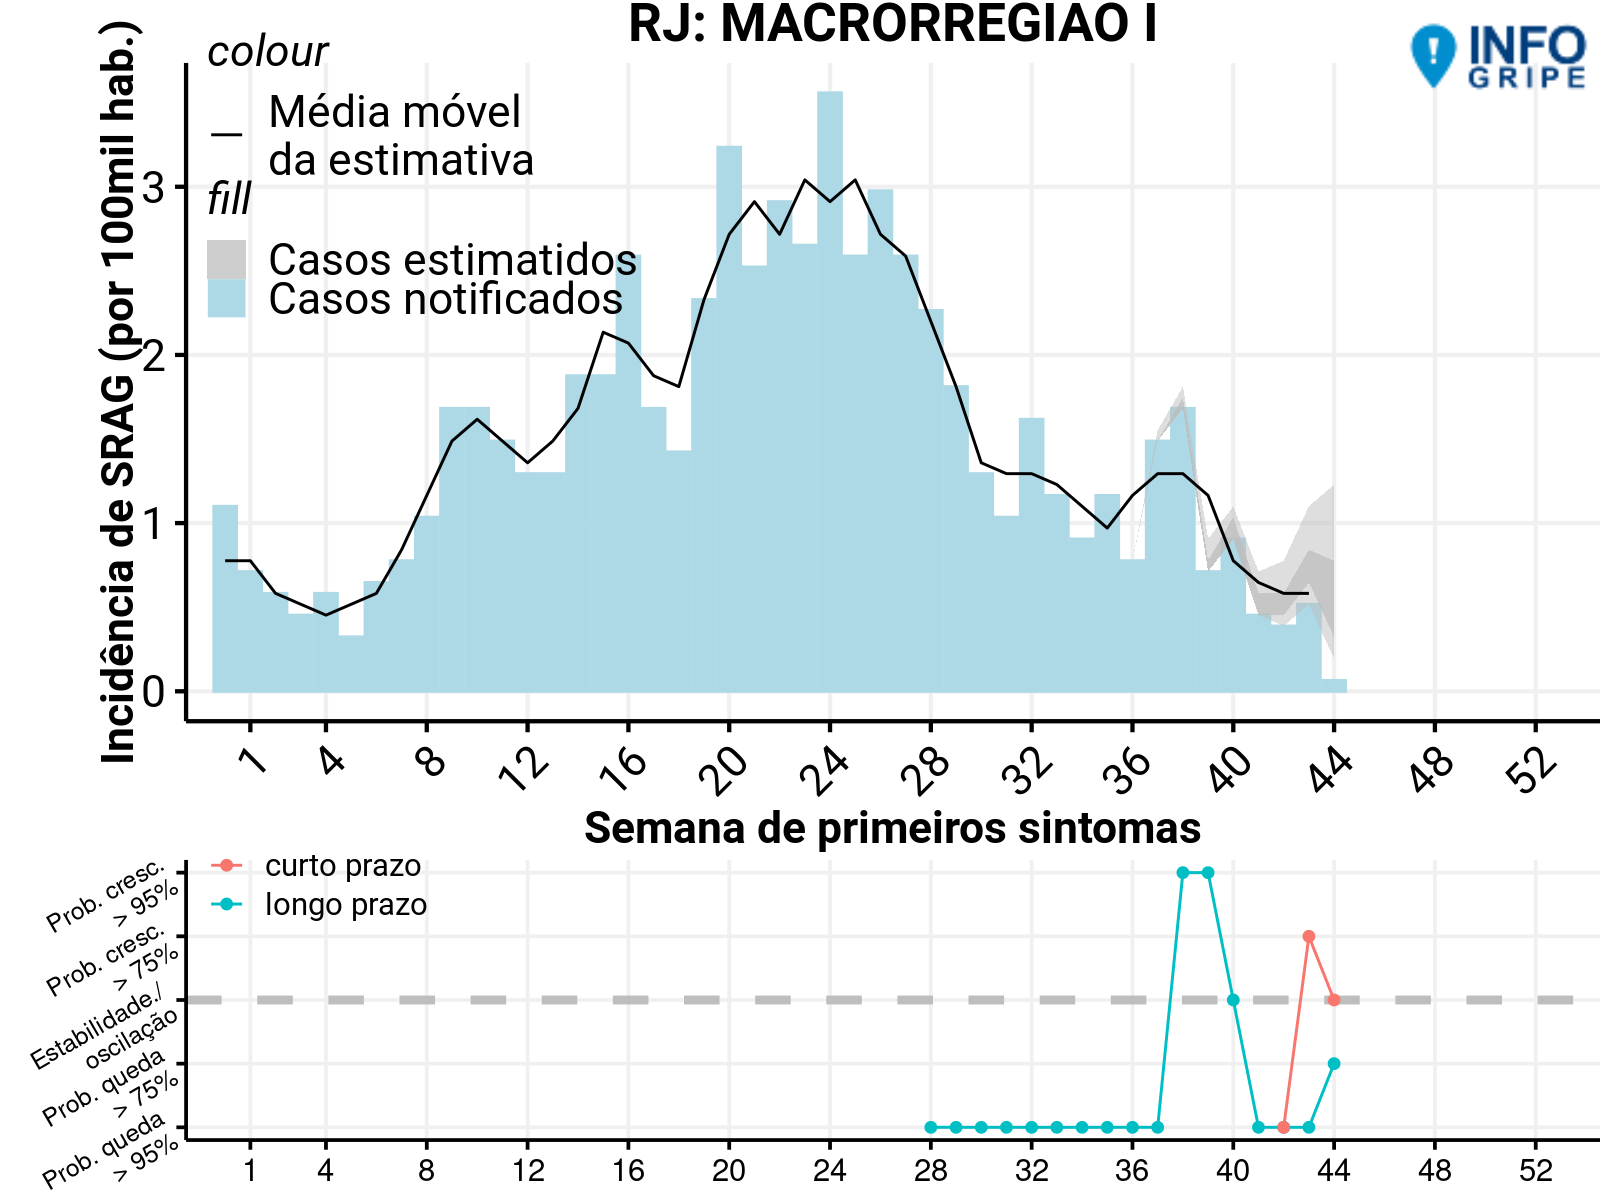 RJ: MACRORREGIAO I
INFO
GRIPE
Incidência de SRAG (por 100mil hab.)
colour
Média móvel
da estimativa
fill
Casos estimatidos
Casos notificados
3
2
1
0
1 4 8 12 16 20 24 28 32 36 40 44 48 52
Semana de primeiros sintomas
curto prazo
longo prazo
Prob. cresc.
> 95%
Prob. cresc.
> 75%
Estabilidade./
oscilação
Prob. queda
> 75%
Prob. queda
> 95%
1 4 8 12 16 20 24 28 32 36 40 44 48 52